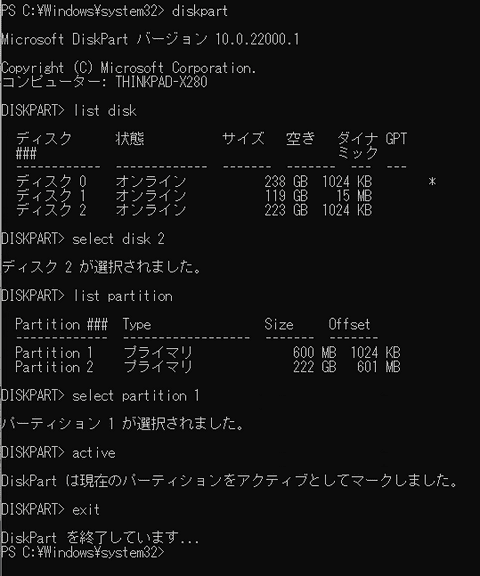 PS C:¥Windows¥system32> diskpart
Microsoft DiskPart バージョン 10.0.22000.1
Copyright (C) Microsoft Corporation.
コンピューター: THINKPAD-X280
DISKPART> list disk
ディスク 状態 サイズ 空き ダイナ GPT
### ミック
------------ ------------- ------- ------- --- ---
ディスク 0 オンライン 238 GB 1024 KB *
ディスク 1 オンライン 119 GB 15 MB
ディスク 2 オンライン 223 GB 1024 KB
DISKPART> select disk 2
ディスク 2 が選択されました。
DISKPART> list partition
Partition ### Type Size Offset
------------- ------------------ ------- -------
Partition 1 プライマリ 600 MB 1024 KB
Partition 2 プライマリ 222 GB 601 MB
DISKPART> select partition 1
パーティション 1 が選択されました。
DISKPART> active
DiskPart は現在のパーティションをアクティブとしてマークしました。
DISKPART> exit
DiskPart を終了しています...
PS C:¥Windows¥system32>